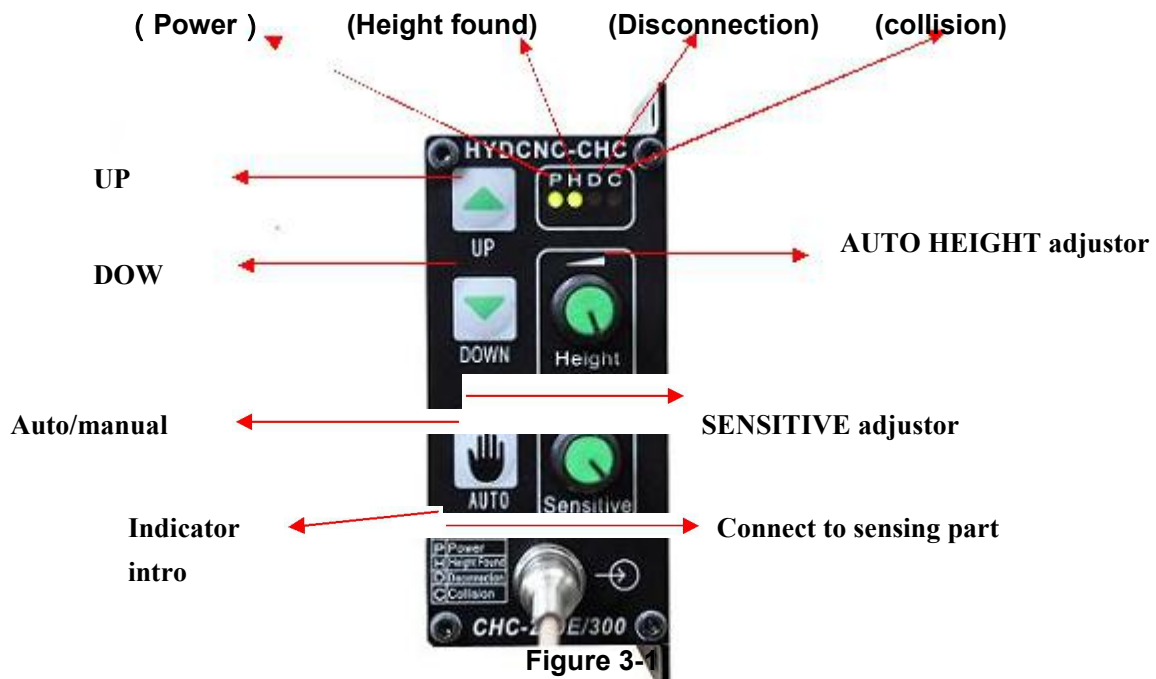 ( Power ) (Height found) (Disconnection) (collision)
HYDCNC-CHC
P H D C
UP
UP
AUTO HEIGHT adjustor
DOW
DOWN
Height
Auto/manual
SENSITIVE adjustor
AUTO
Sensitive
Indicator
intro
Connect to sensing part
P Power
H Height Found
D Disconnection
C Collision
Figure 3-1